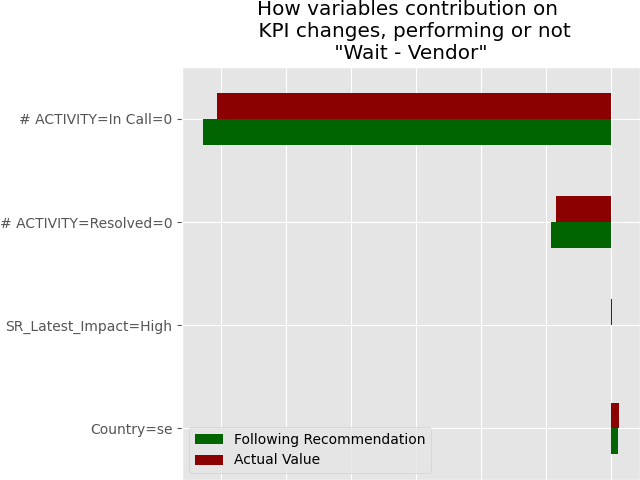 How variables contribution on
KPI changes, performing or not
"Wait - Vendor"
# ACTIVITY=In Call=0
# ACTIVITY=Resolved=0
SR_Latest_Impact=High
Country=se
Following Recommendation
Actual Value